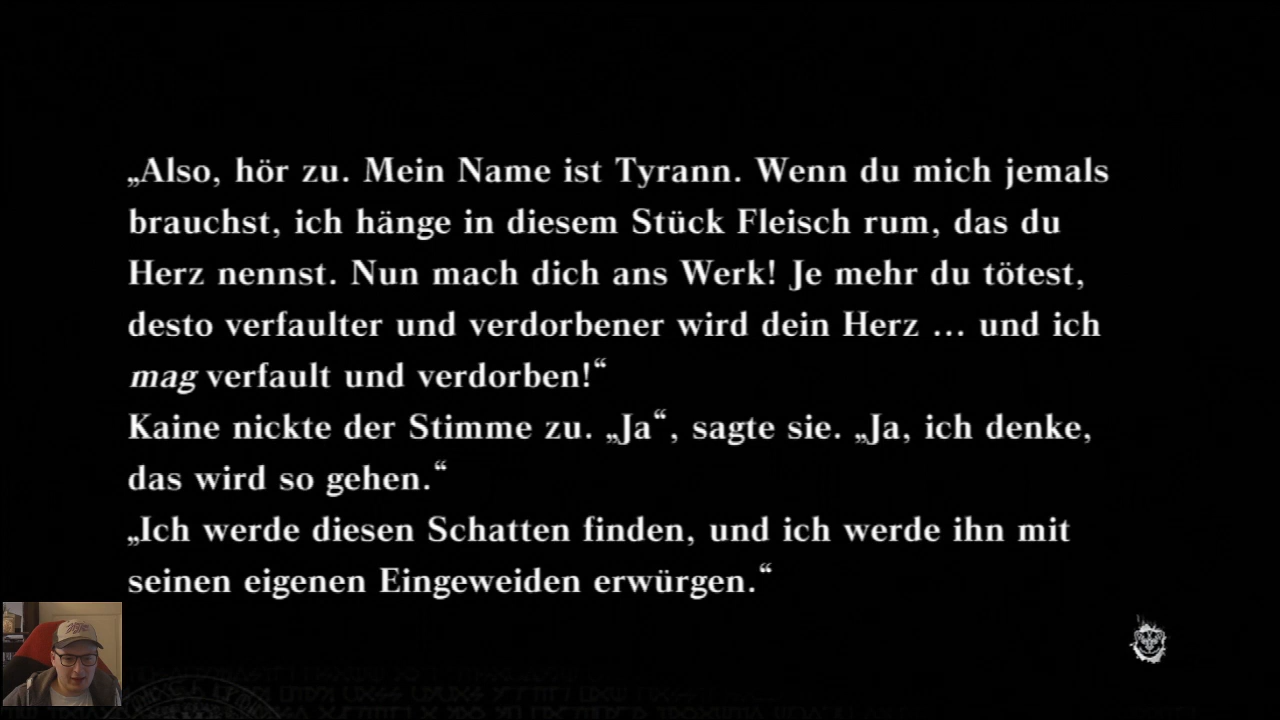 „Also, hör zu. Mein Name ist Tyrann. Wenn du mich jemals
brauchst, ich hänge in diesem Stück Fleisch rum, das du
Herz nennst. Nun mach dich ans Werk! Je mehr du tötest,
desto verfaulter und verdorbener wird dein Herz ... und ich
mag verfault und verdorben!“
Kaine nickte der Stimme zu. „Ja“, sagte sie. „Ja, ich denke,
das wird so gehen.“
„Ich werde diesen Schatten finden, und ich werde ihn mit
seinen eigenen Eingeweiden erwürgen.“